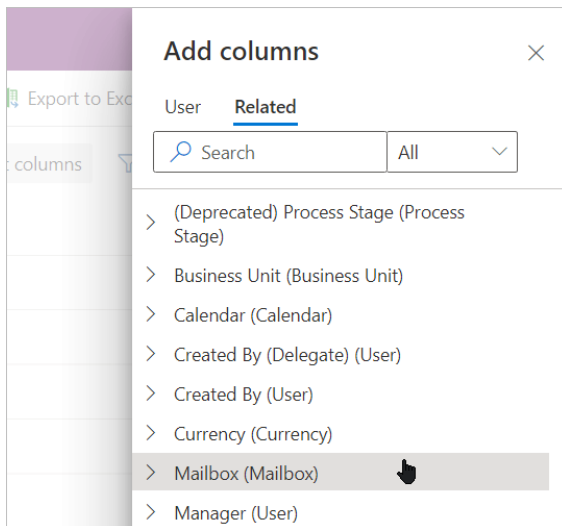 Add columns
User Related
Export to Exc
Search All
columns
(Deprecated) Process Stage (Process
Stage)
Business Unit (Business Unit)
Calendar (Calendar)
Created By (Delegate) (User)
Created By (User)
Currency (Currency)
Mailbox (Mailbox)
Manager (User)